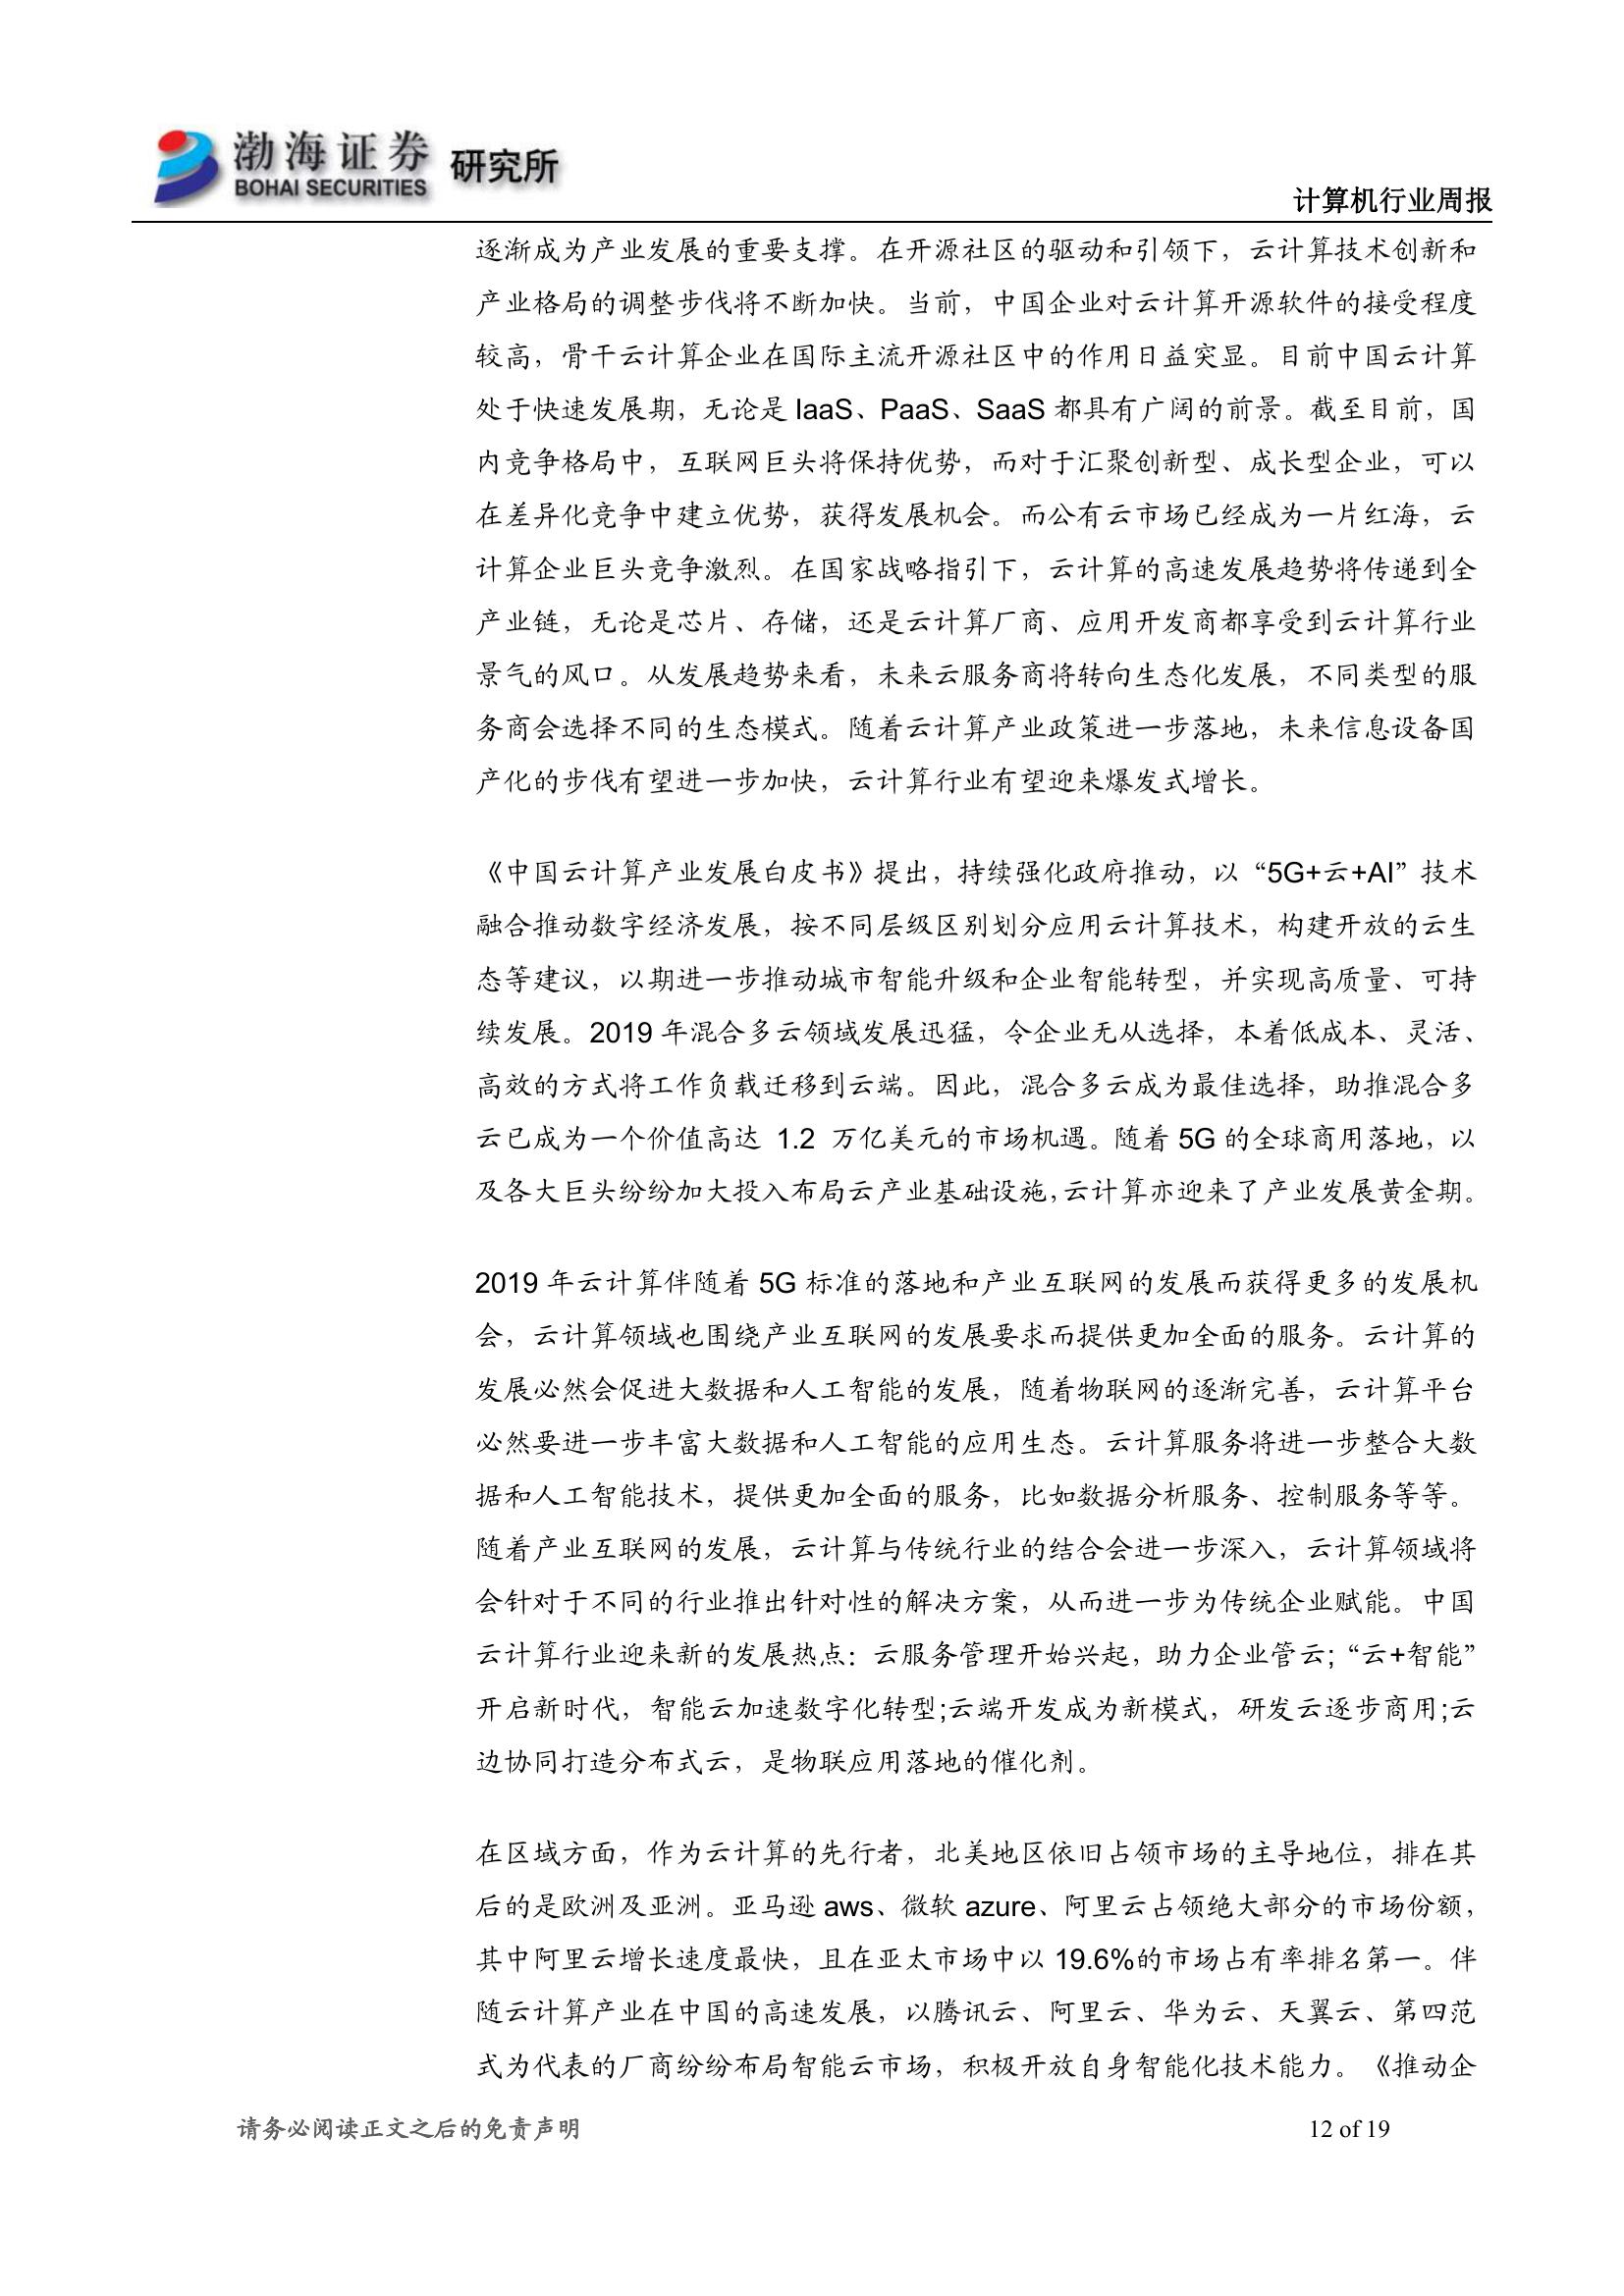 渤海证券 研究所
BOHAI SECURITIES
计算机行业周报
逐渐成为产业发展的重要支撑。在开源社区的驱动和引领下，云计算技术创新和
产业格局的调整步伐将不断加快。当前，中国企业对云计算开源软件的接受程度
较高，骨干云计算企业在国际主流开源社区中的作用日益突显。目前中国云计算
处于快速发展期，无论是 IaaS、PaaS、SaaS 都具有广阔的前景。截至目前，国
内竞争格局中，互联网巨头将保持优势，而对于汇聚创新型、成长型企业，可以
在差异化竞争中建立优势，获得发展机会。而公有云市场已经成为一片红海，云
计算企业巨头竞争激烈。在国家战略指引下，云计算的高速发展趋势将传递到全
产业链，无论是芯片、存储，还是云计算厂商、应用开发商都享受到云计算行业
景气的风口。从发展趋势来看，未来云服务商将转向生态化发展，不同类型的服
务商会选择不同的生态模式。随着云计算产业政策进一步落地，未来信息设备国
产化的步伐有望进一步加快，云计算行业有望迎来爆发式增长。
《中国云计算产业发展白皮书》提出，持续强化政府推动，以“5G+云+AI”技术
融合推动数字经济发展，按不同层级区别划分应用云计算技术，构建开放的云生
态等建议，以期进一步推动城市智能升级和企业智能转型，并实现高质量、可持
续发展。2019 年混合多云领域发展迅猛，令企业无从选择，本着低成本、灵活、
高效的方式将工作负载迁移到云端。因此，混合多云成为最佳选择，助推混合多
云已成为一个价值高达 1.2 万亿美元的市场机遇。随着 5G 的全球商用落地，以
及各大巨头纷纷加大投入布局云产业基础设施,云计算亦迎来了产业发展黄金期。
2019 年云计算伴随着 5G 标准的落地和产业互联网的发展而获得更多的发展机
会，云计算领域也围绕产业互联网的发展要求而提供更加全面的服务。云计算的
发展必然会促进大数据和人工智能的发展，随着物联网的逐渐完善，云计算平台
必然要进一步丰富大数据和人工智能的应用生态。云计算服务将进一步整合大数
据和人工智能技术，提供更加全面的服务，比如数据分析服务、控制服务等等。
随着产业互联网的发展，云计算与传统行业的结合会进一步深入，云计算领域将
会针对于不同的行业推出针对性的解决方案，从而进一步为传统企业赋能。中国
云计算行业迎来新的发展热点：云服务管理开始兴起，助力企业管云;“云+智能”
开启新时代，智能云加速数字化转型;云端开发成为新模式，研发云逐步商用;云
边协同打造分布式云，是物联应用落地的催化剂。
在区域方面，作为云计算的先行者，北美地区依旧占领市场的主导地位，排在其
后的是欧洲及亚洲。亚马逊 aws、微软 azure、阿里云占领绝大部分的市场份额，
其中阿里云增长速度最快，且在亚太市场中以 19.6%的市场占有率排名第一。伴
随云计算产业在中国的高速发展，以腾讯云、阿里云、华为云、天翼云、第四范
式为代表的厂商纷纷布局智能云市场，积极开放自身智能化技术能力。《推动企
请务必阅读正文之后的免责声明
12 of 19